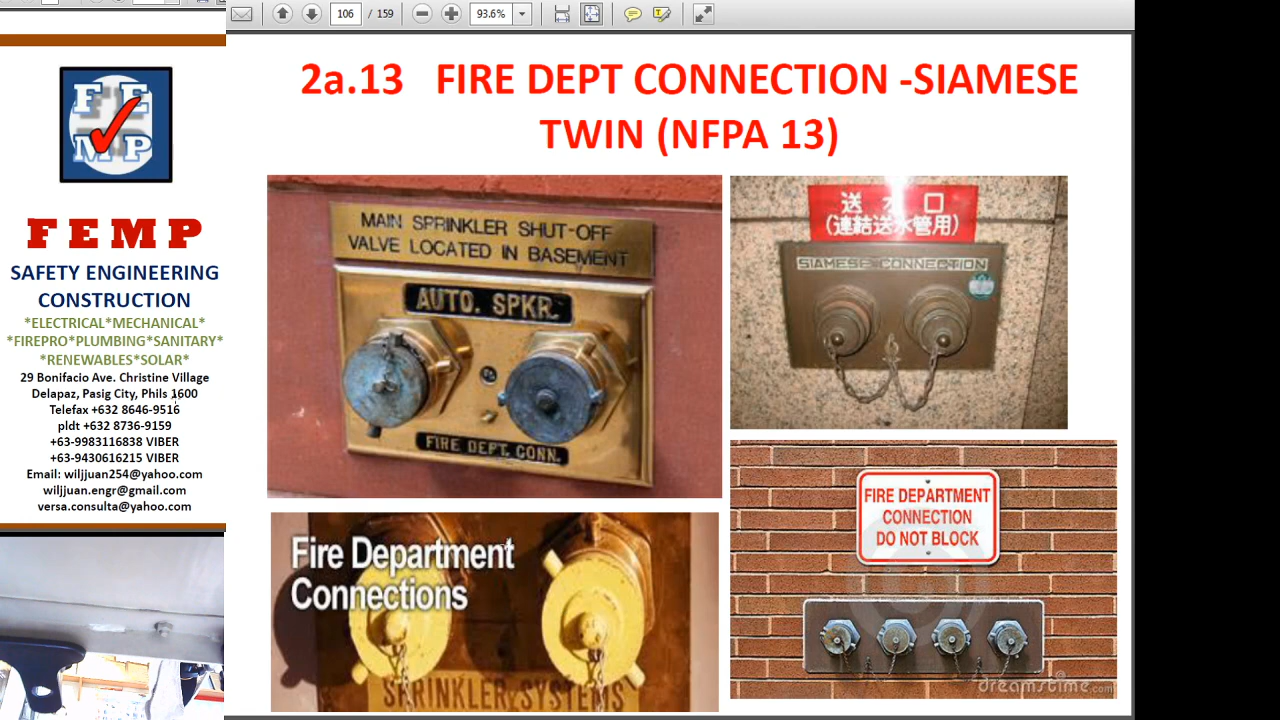 106 / 159
93.6%
F E
M P
F E M P
SAFETY ENGINEERING
CONSTRUCTION
*ELECTRICAL*MECHANICAL*
*FIREPRO*PLUMBING*SANITARY*
*RENEWABLES*SOLAR*
29 Bonifacio Ave. Christine Village
Delapaz, Pasig City, Phils 1600
Telefax +632 8646-9516
pldt +632 8736-9159
+63-9983116838 VIBER
+63-9430616215 VIBER
Email: wiljjuan254@yahoo.com
wiljjuan.engr@gmail.com
versa.consulta@yahoo.com
2a.13 FIRE DEPT CONNECTION -SIAMESE
TWIN (NFPA 13)
MAIN SPRINKLER SHUT-OFF
VALVE LOCATED IN BASEMENT
AUTO. SPKR.
FIRE DEPT. CONN.
送水口
(連結送水管用)
SIAMESE CONNECTION
Fire Department
Connections
SPRINKLER SYSTEMS
FIRE DEPARTMENT
CONNECTION
DO NOT BLOCK
dreamstime.com